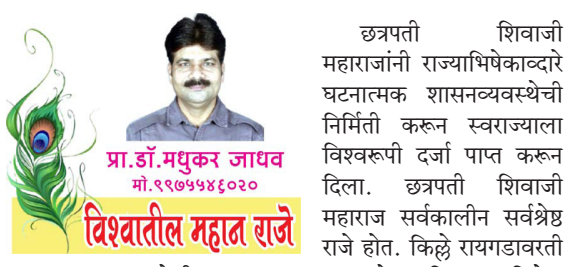 प्रा.डॉ.मधुकर जाधव
मो.९९७५५४६०२०
विश्वातील महान राजे
छत्रपती शिवाजी
महाराजांनी राज्याभिषेकाव्दारे
घटनात्मक शासनव्यवस्थेची
निर्मिती करून स्वराज्याला
विश्वरूपी दर्जा पाप्त करून
दिला. छत्रपती शिवाजी
महाराज सर्वकालीन सर्वश्रेष्ठ
राजे होत. किल्ले रायगडावरती